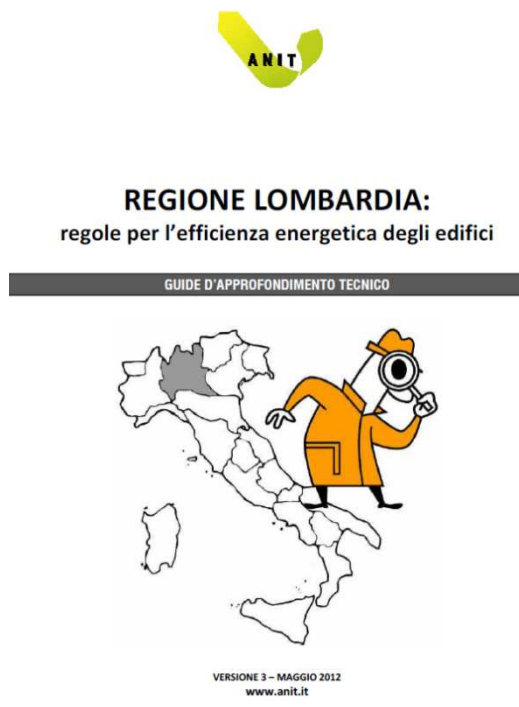 ANIT
REGIONE LOMBARDIA:
regole per l'efficienza energetica degli edifici
GUIDE D'APPROFONDIMENTO TECNICO
VERSIONE 3 – MAGGIO 2012
www.anit.it